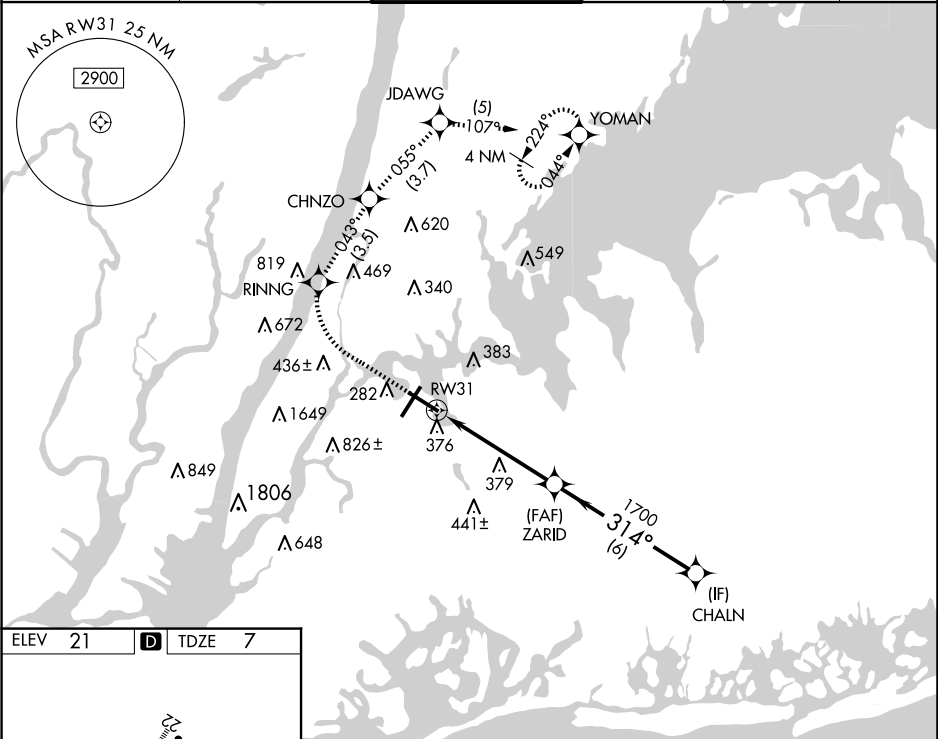 MSA RW31 25 NM
2900
JDAWG
(5)
107°
224°
YOMAN
4 NM
044°
055°
(3.7)
CHNZO
043°
(3.5)
620
549
819
469
RINNG
340
672
436±
383
282
RW31
1649
376
826±
849
379
1806
441±
(FAF)
ZARID
1700
314°
(6)
648
(IF)
CHALN
ELEV 21 D TDZE 7
22